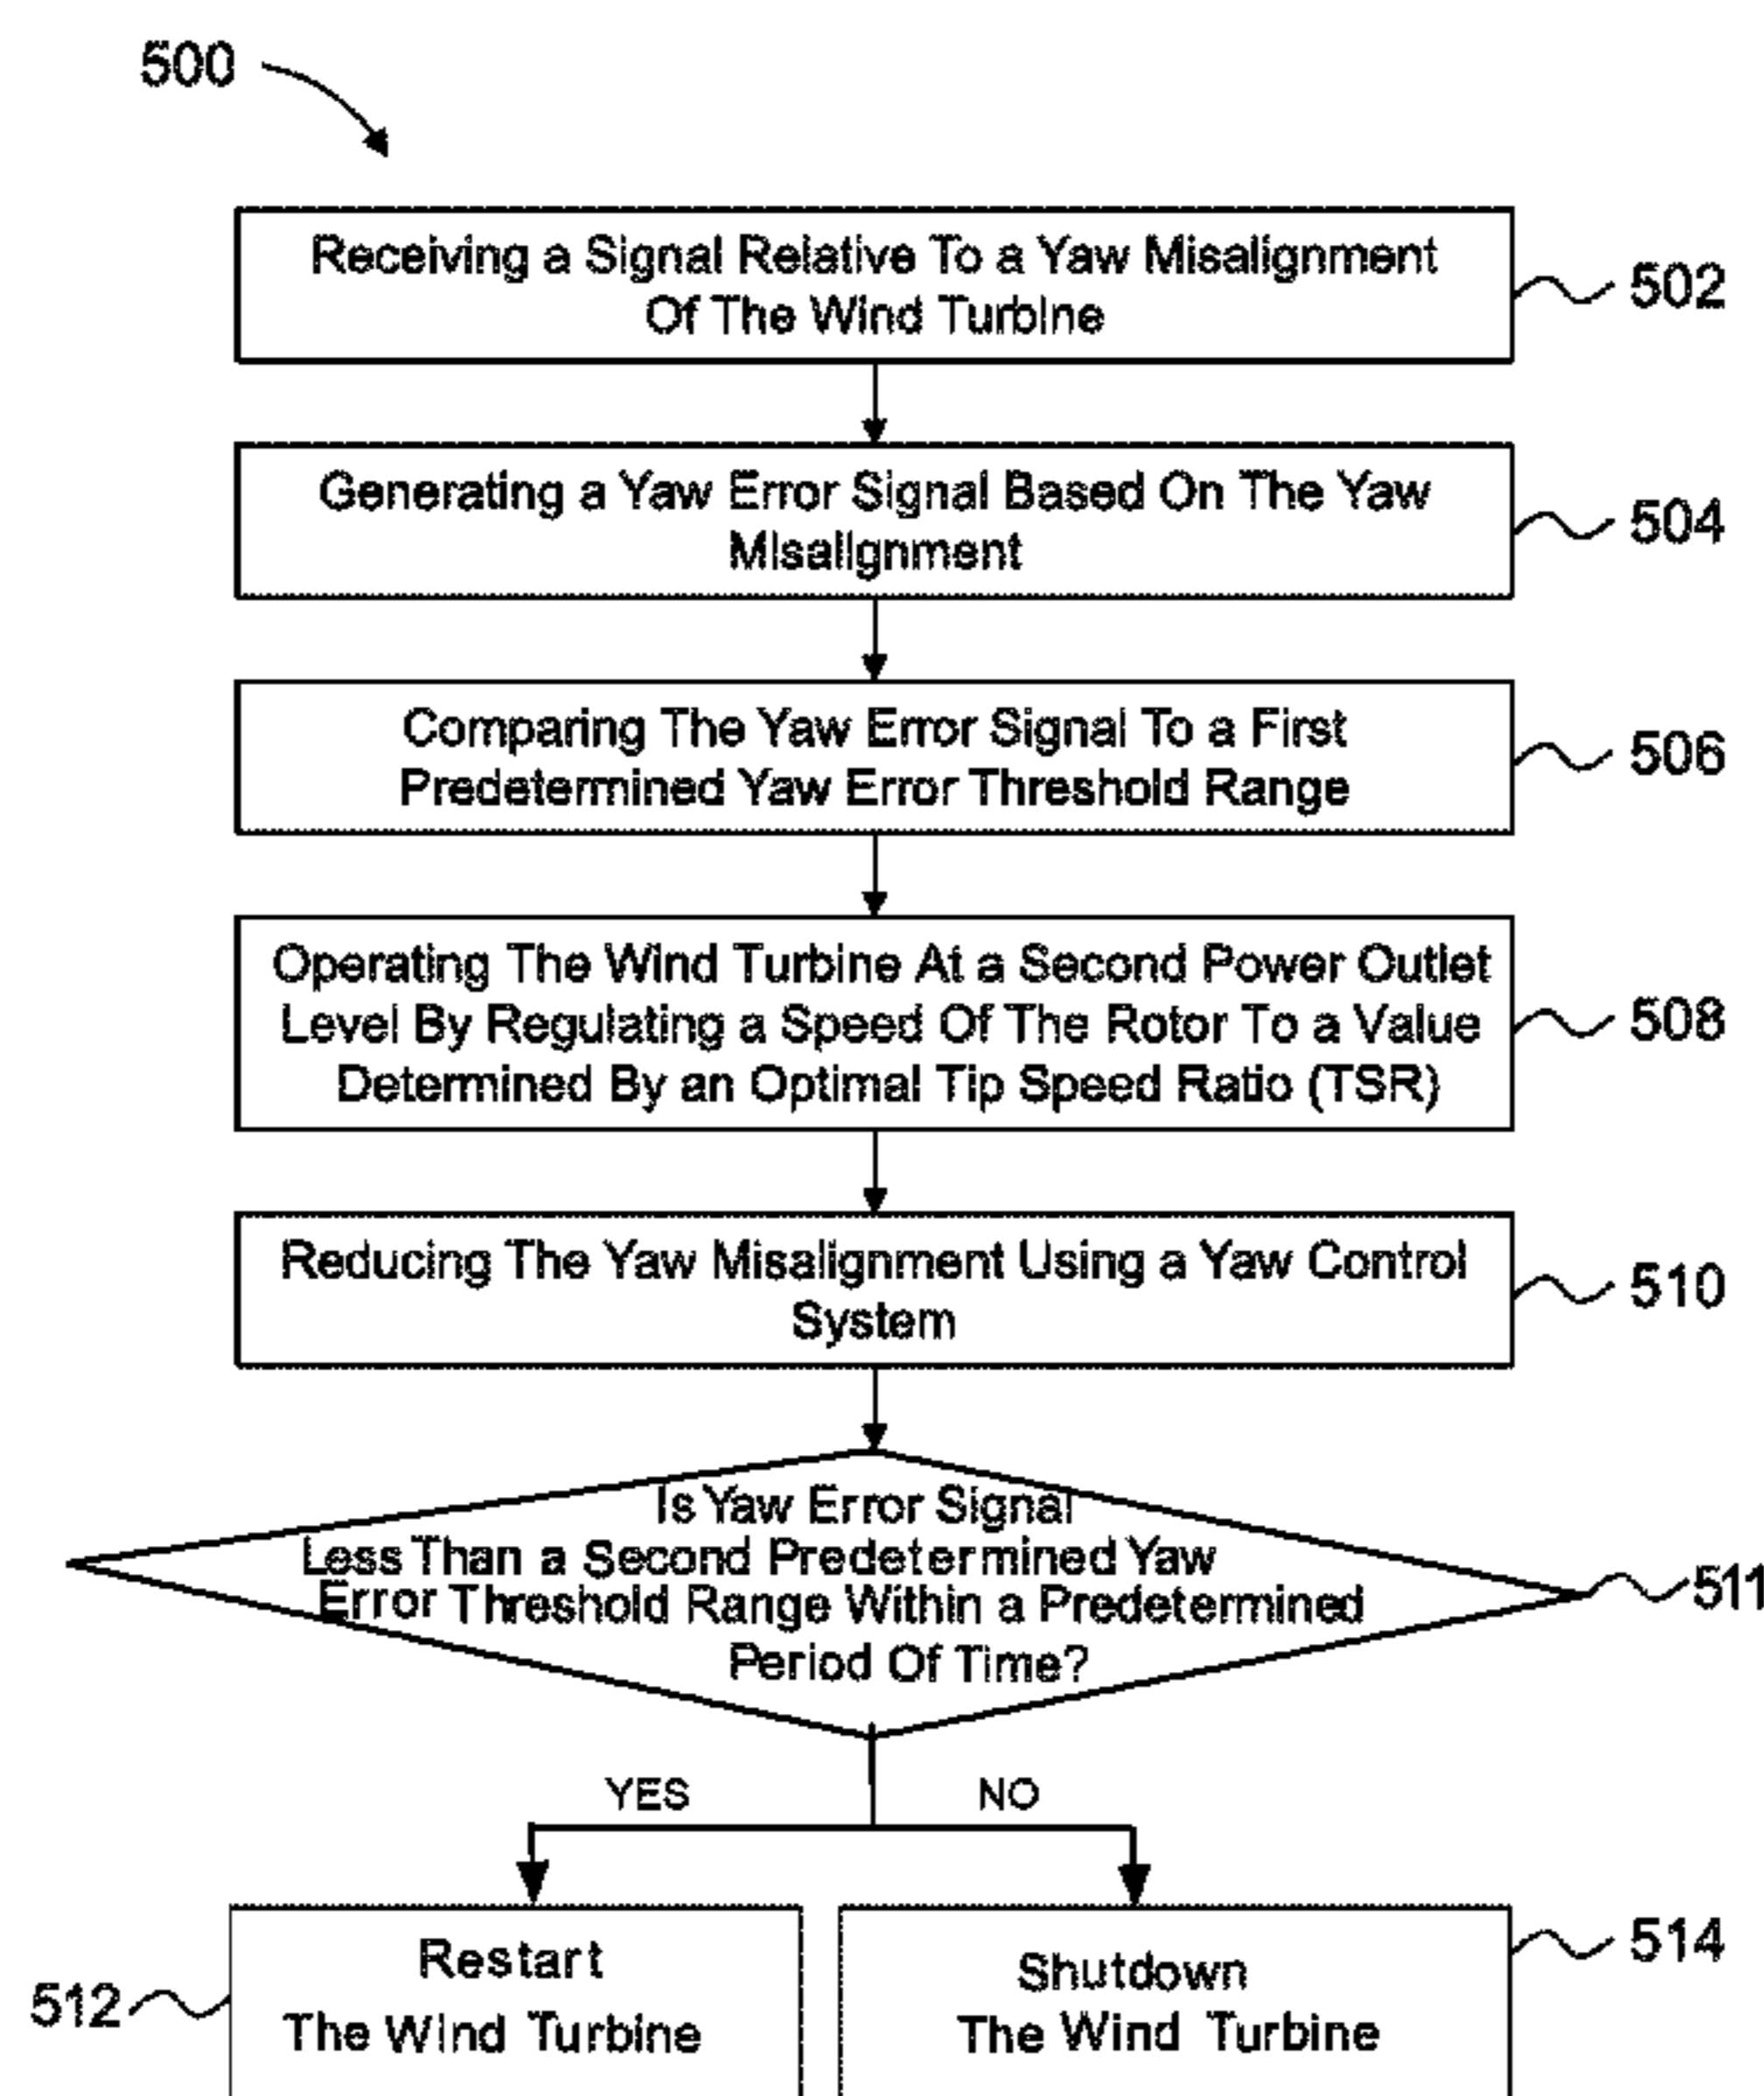 500
Receiving a Signal Relative To a Yaw Misalignment
Of The Wind Turbine
502
Generating a Yaw Error Signal Based On The Yaw
Misalignment
504
Comparing The Yaw Error Signal To a First
Predetermined Yaw Error Threshold Range
506
Operating The Wind Turbine At a Second Power Outlet
Level By Regulating a Speed Of The Rotor To a Value
Determined By an Optimal Tip Speed Ratio (TSR)
508
Reducing The Yaw Misalignment Using a Yaw Control
System
510
Is Yaw Error Signal
Less Than a Second Predetermined Yaw
Error Threshold Range Within a Predetermined
Period Of Time?
511
YES
NO
Restart
The Wind Turbine
512
Shutdown
The Wind Turbine
514